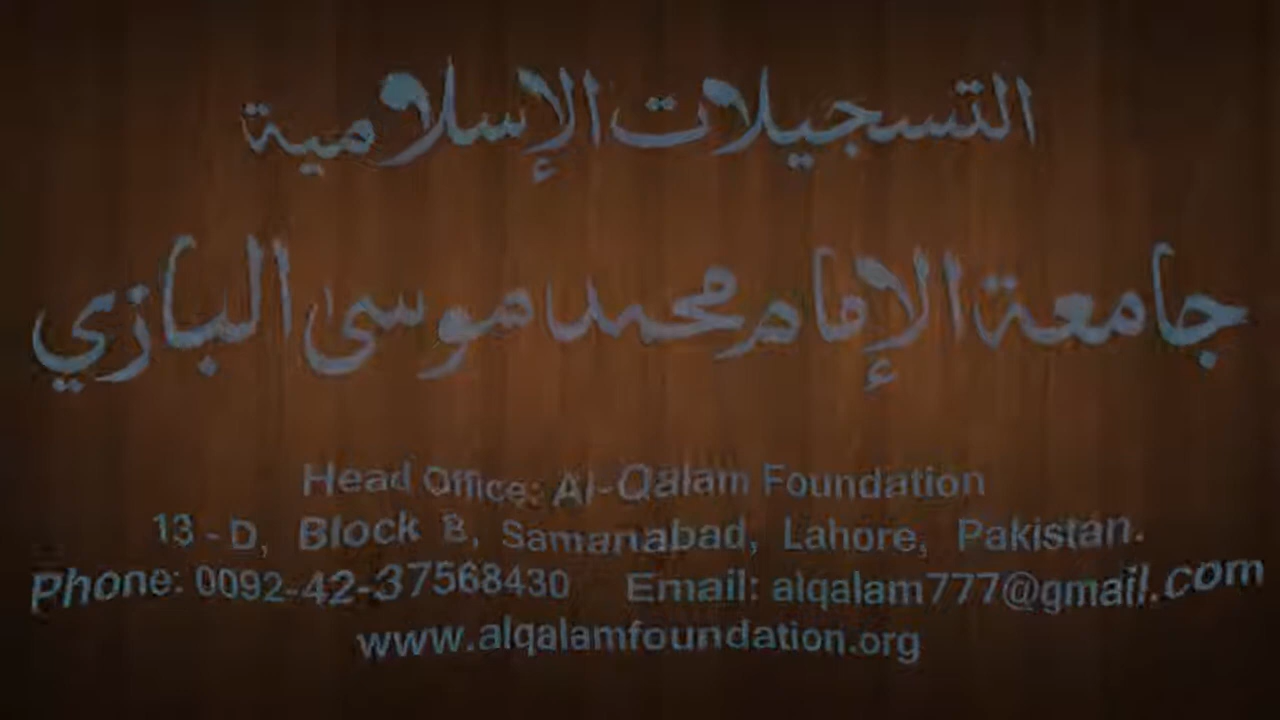 التسجيلات الإسلامية
جامعة الإمام محمد موسى البازي
Head Office: Al-Qalam Foundation
13 - D, Block B, Samanabad, Lahore, Pakistan.
Phone: 0092-42-37568430 Email: alqalam777@gmail.com
www.alqalamfoundation.org